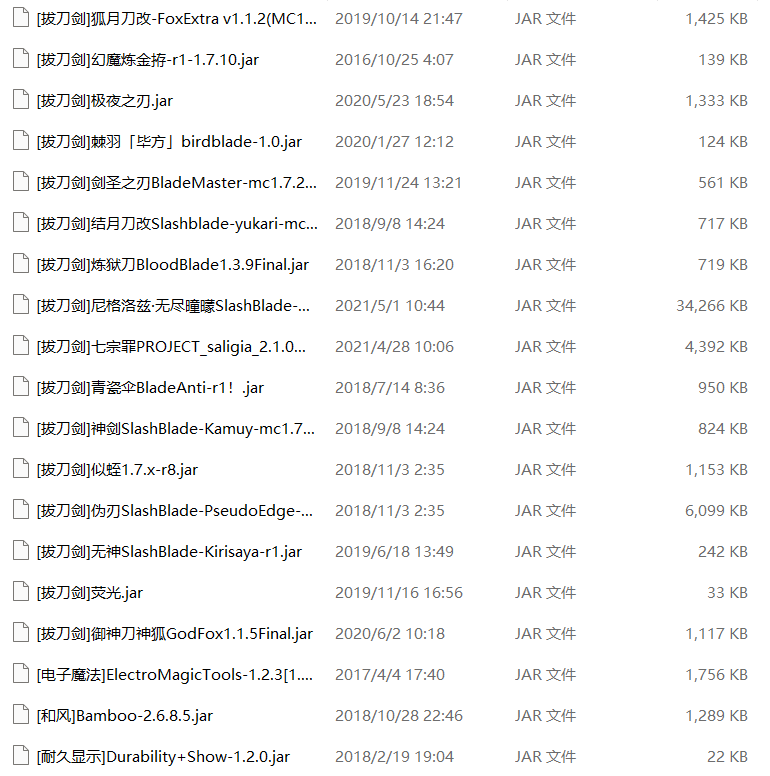 [拔刀剑]狐月刀改-FoxExtra v1.1.2(MC1... 2019/10/14 21:47 JAR 文件 1,425 KB
[拔刀剑]幻魔炼金孬-r1-1.7.10.jar 2016/10/25 4:07 JAR 文件 139 KB
[拔刀剑]极夜之刃.jar 2020/5/23 18:54 JAR 文件 1,333 KB
[拔刀剑]棘羽「毕方」birdblade-1.0.jar 2020/1/27 12:12 JAR 文件 124 KB
[拔刀剑]剑圣之刃BladeMaster-mc1.7.2... 2019/11/24 13:21 JAR 文件 561 KB
[拔刀剑]结月刀改Slashblade-yukari-mc... 2018/9/8 14:24 JAR 文件 717 KB
[拔刀剑]炼狱刀BloodBlade1.3.9Final.jar 2018/11/3 16:20 JAR 文件 719 KB
[拔刀剑]尼格洛兹·无尽曈曚SlashBlade-... 2021/5/1 10:44 JAR 文件 34,266 KB
[拔刀剑]七宗罪PROJECT_saligia_2.1.0... 2021/4/28 10:06 JAR 文件 4,392 KB
[拔刀剑]青瓷伞BladeAnti-r1！.jar 2018/7/14 8:36 JAR 文件 950 KB
[拔刀剑]神剑SlashBlade-Kamuy-mc1.7... 2018/9/8 14:24 JAR 文件 824 KB
[拔刀剑]似蛭1.7.x-r8.jar 2018/11/3 2:35 JAR 文件 1,153 KB
[拔刀剑]伪刃SlashBlade-PseudoEdge-... 2018/11/3 2:35 JAR 文件 6,099 KB
[拔刀剑]无神SlashBlade-Kirisaya-r1.jar 2019/6/18 13:49 JAR 文件 242 KB
[拔刀剑]荧光.jar 2019/11/16 16:56 JAR 文件 33 KB
[拔刀剑]御神刀神狐GodFox1.1.5Final.jar 2020/6/2 10:18 JAR 文件 1,117 KB
[电子魔法]ElectroMagicTools-1.2.3[1.... 2017/4/4 17:40 JAR 文件 1,756 KB
[和风]Bamboo-2.6.8.5.jar 2018/10/28 22:46 JAR 文件 1,289 KB
[耐久显示]Durability+Show-1.2.0.jar 2018/2/19 19:04 JAR 文件 22 KB